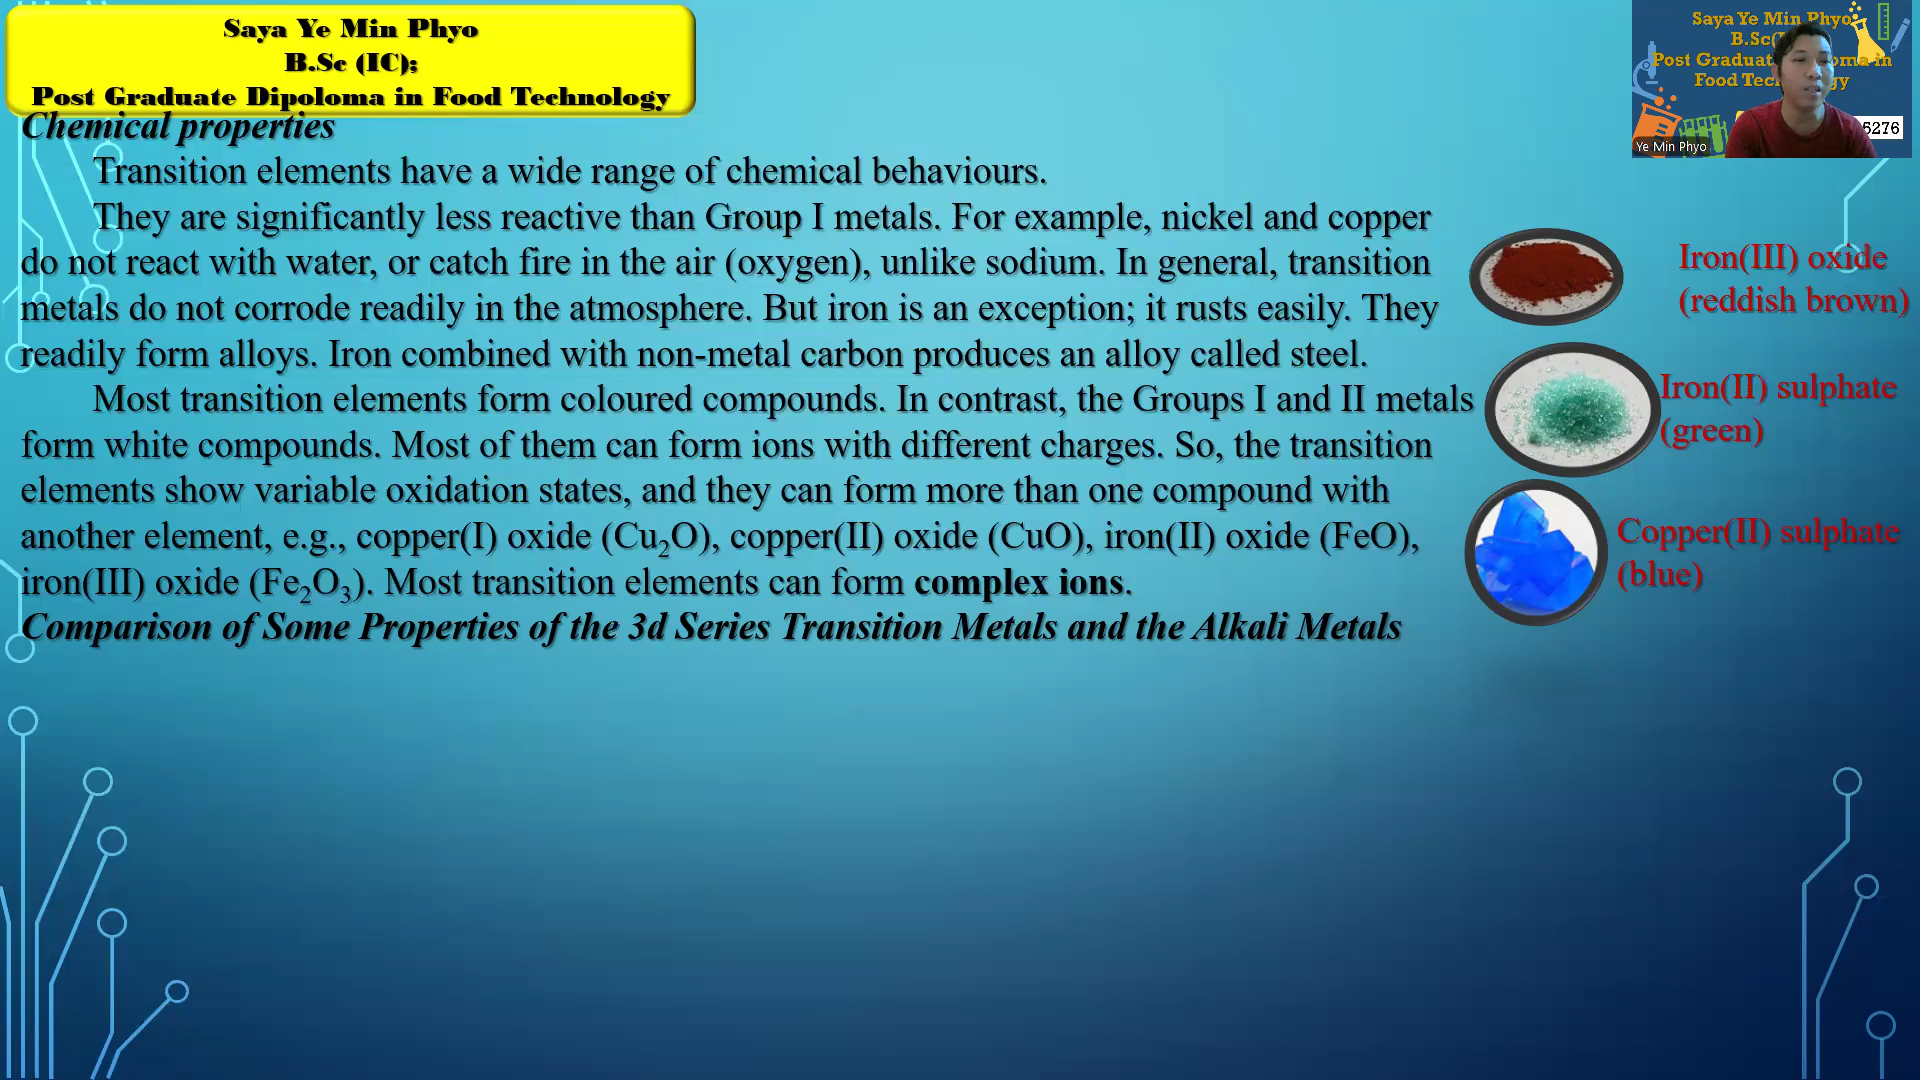 Saya Ye Min Phyo
B.Sc (IC);
Post Graduate Dipoloma in Food Technology
Chemical properties
Transition elements have a wide range of chemical behaviours.
They are significantly less reactive than Group I metals. For example, nickel and copper
do not react with water, or catch fire in the air (oxygen), unlike sodium. In general, transition
metals do not corrode readily in the atmosphere. But iron is an exception; it rusts easily. They
readily form alloys. Iron combined with non-metal carbon produces an alloy called steel.
Most transition elements form coloured compounds. In contrast, the Groups I and II metals
form white compounds. Most of them can form ions with different charges. So, the transition
elements show variable oxidation states, and they can form more than one compound with
another element, e.g., copper(I) oxide (Cu₂O), copper(II) oxide (CuO), iron(II) oxide (FeO),
iron(III) oxide (Fe₂O₃). Most transition elements can form complex ions.
Comparison of Some Properties of the 3d Series Transition Metals and the Alkali Metals
Iron(III) oxide
(reddish brown)
Iron(II) sulphate
(green)
Copper(II) sulphate
(blue)
Saya Ye Min Phyo
B.Sc(
Post Graduat oma in
Food Tec gy
5276
Ye Min Phyo